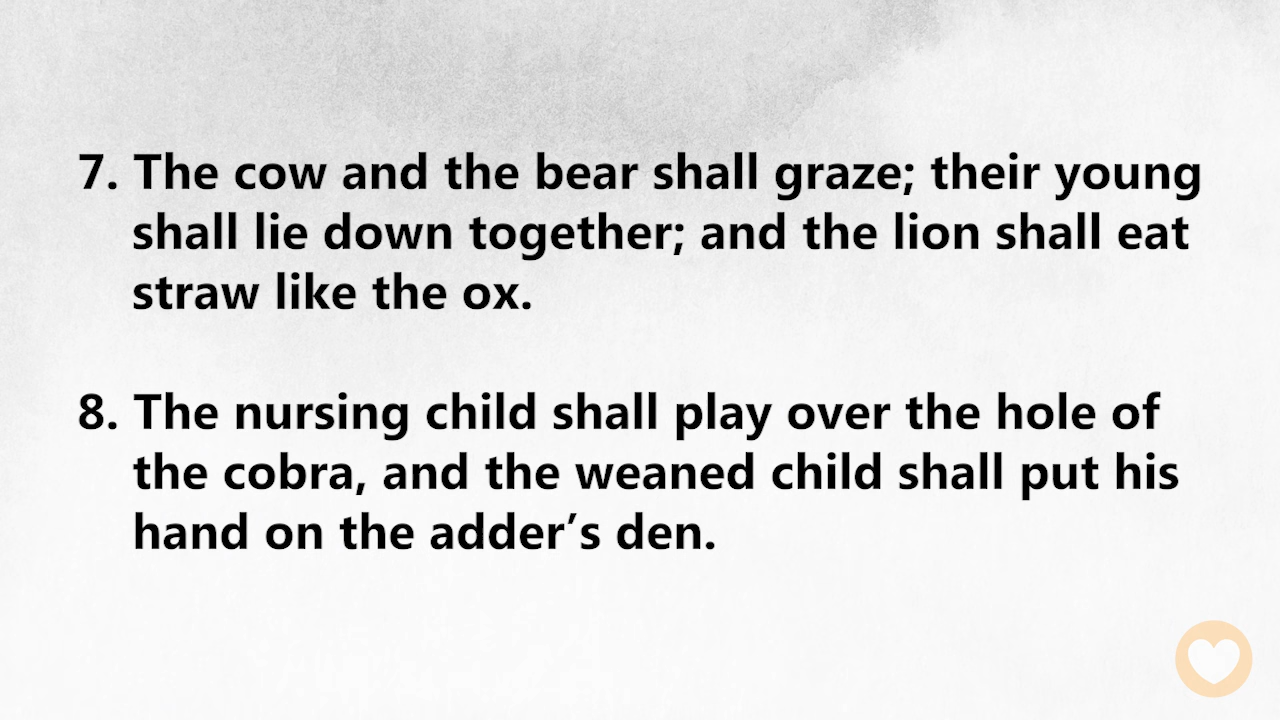 7. The cow and the bear shall graze; their young
shall lie down together; and the lion shall eat
straw like the ox.
8. The nursing child shall play over the hole of
the cobra, and the weaned child shall put his
hand on the adder’s den.